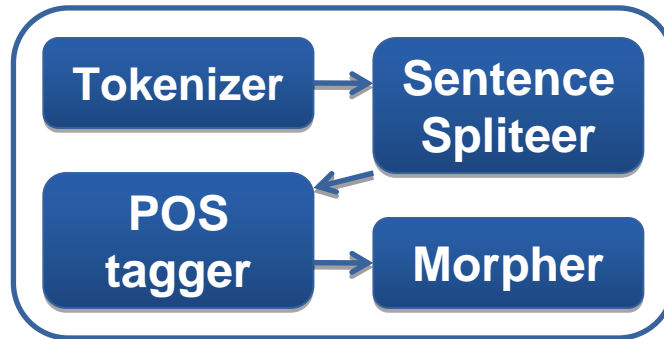 Tokenizer
Sentence
Spliteer
POS
tagger
Morpher